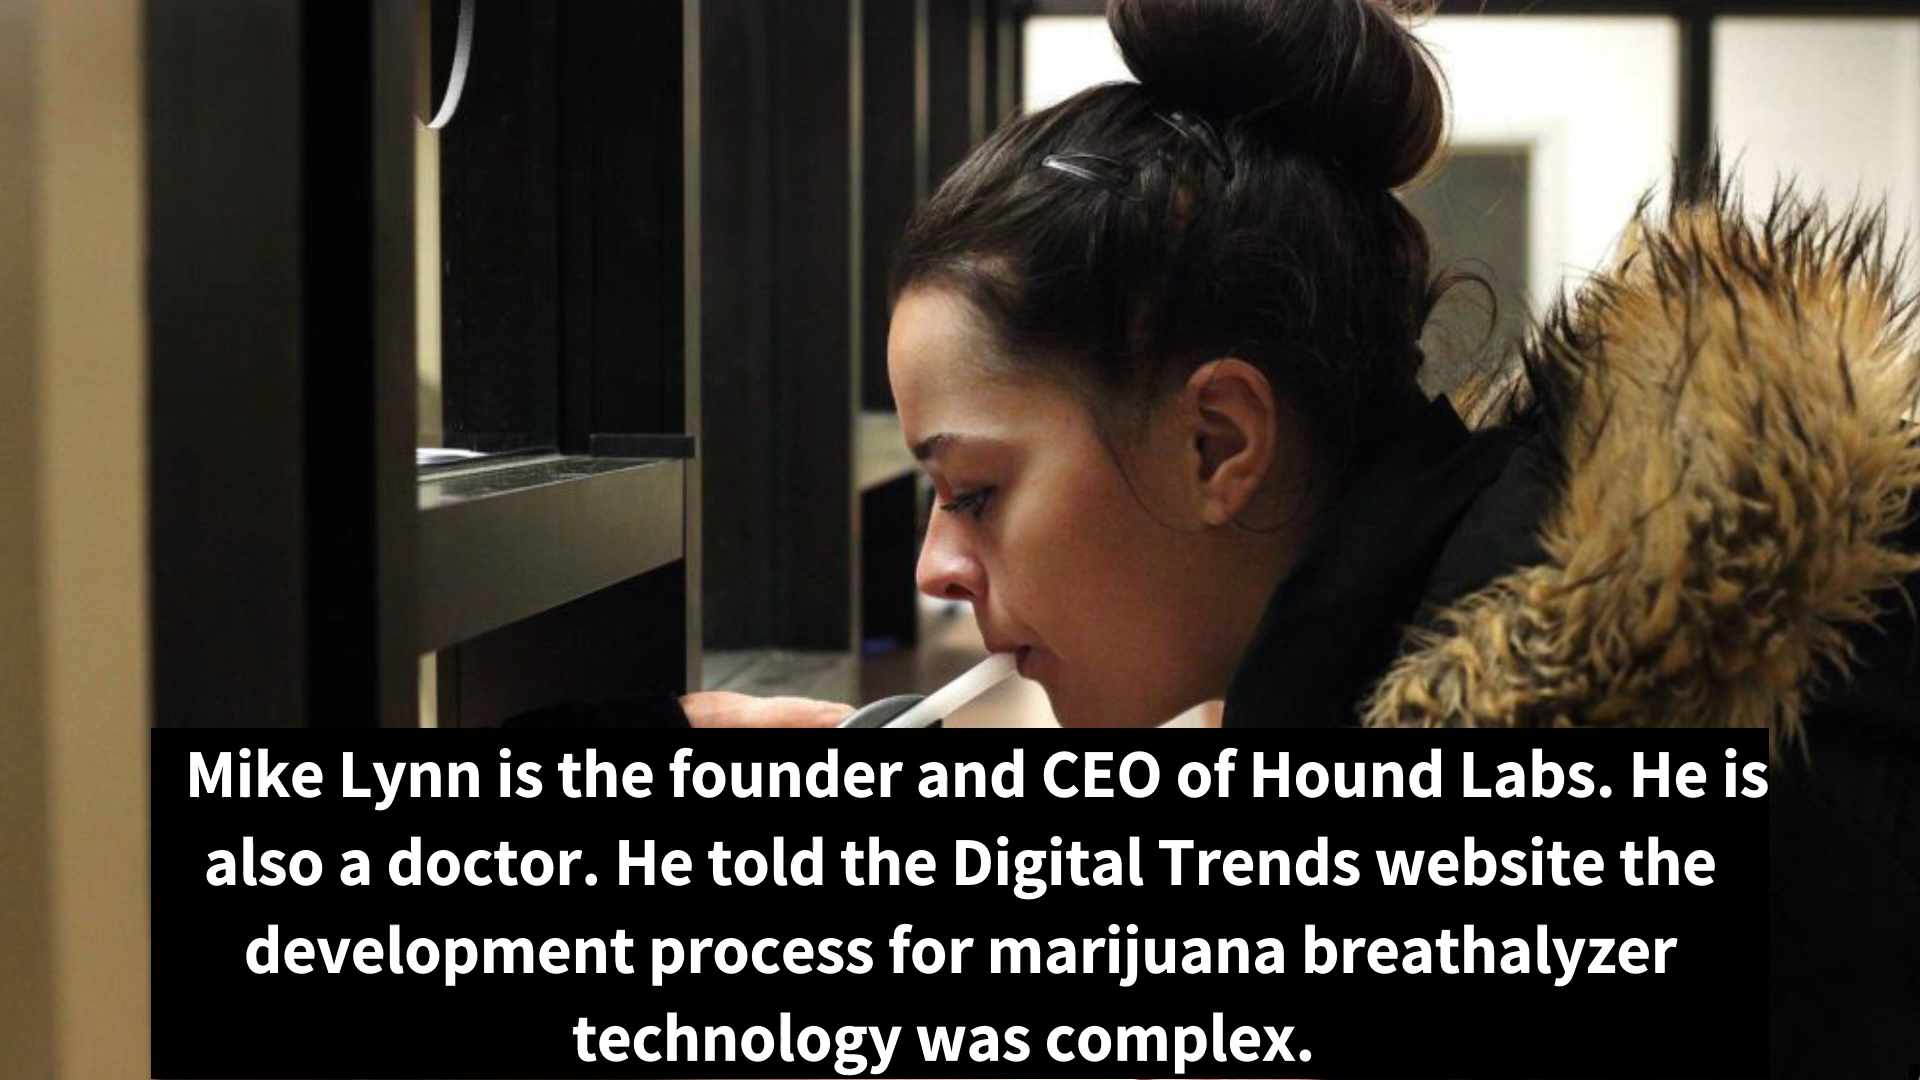 Mike Lynn is the founder and CEO of Hound Labs. He is
also a doctor. He told the Digital Trends website the
development process for marijuana breathalyzer
technology was complex.